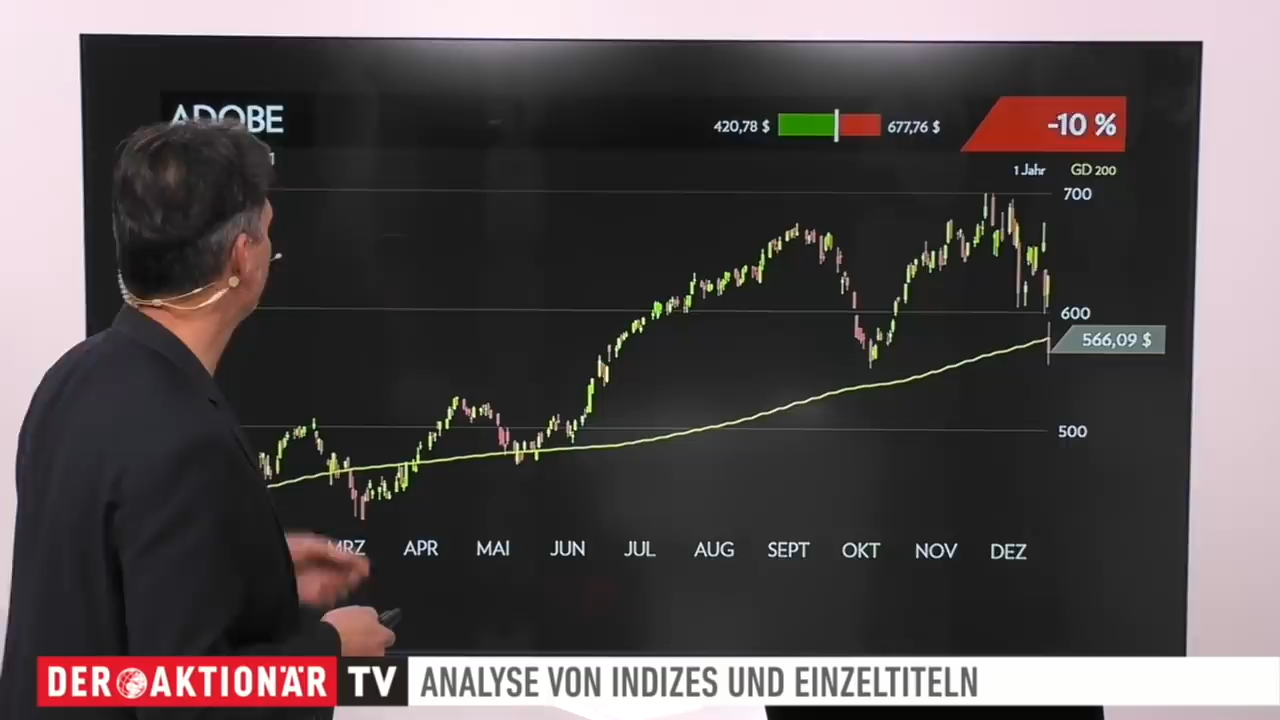 ADOBE
420,78 $ 677,76 $
-10 %
1 Jahr GD 200
700
600
566,09 $
500
MRZ APR MAI JUN JUL AUG SEPT OKT NOV DEZ
DER AKTIONÄR TV ANALYSE VON INDIZES UND EINZELTITELN